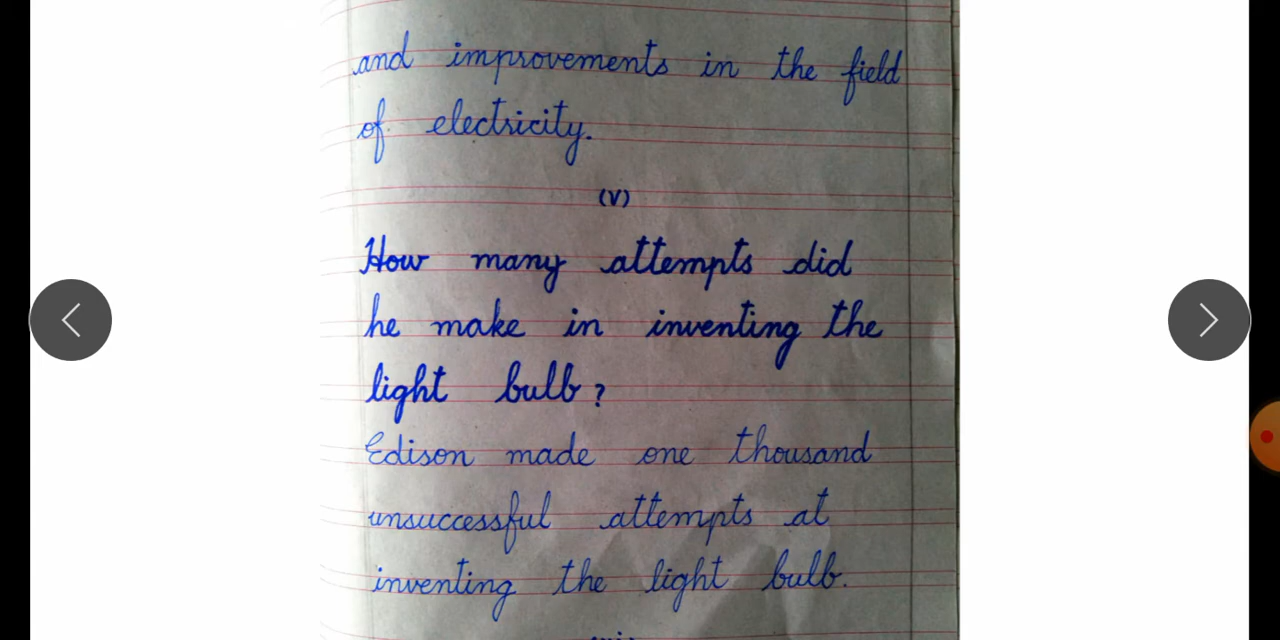 and improvements in the field
of electricity.
(V)
How many attempts did
he make in inventing the
light bulb?
Edison made one thousand
unsuccessful attempts at
inventing the light bulb.